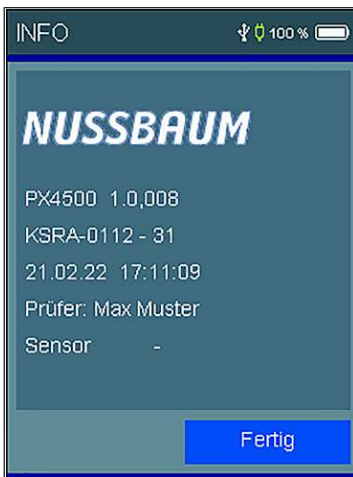 INFO 100 %
NUSSBAUM
PX4500 1.0,008
KSRA-0112 - 31
21.02.22 17:11:09
Prüfer: Max Muster
Sensor -
Fertig